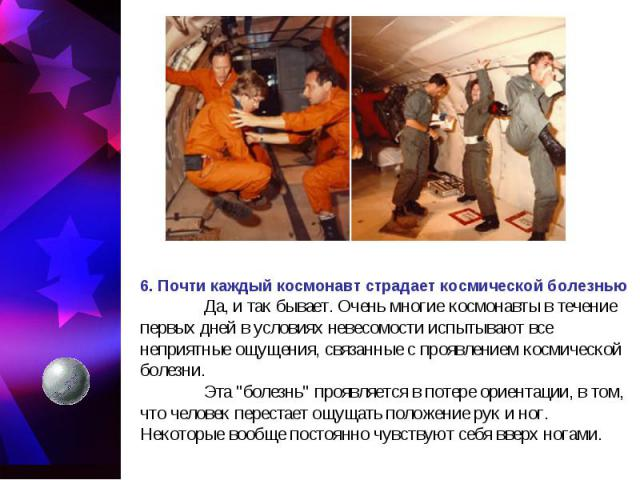 6. Почти каждый космонавт страдает космической болезнью
Да, и так бывает. Очень многие космонавты в течение
первых дней в условиях невесомости испытывают все
неприятные ощущения, связанные с проявлением космической
болезни.
Эта "болезнь" проявляется в потере ориентации, в том,
что человек перестает ощущать положение рук и ног.
Некоторые вообще постоянно чувствуют себя вверх ногами.